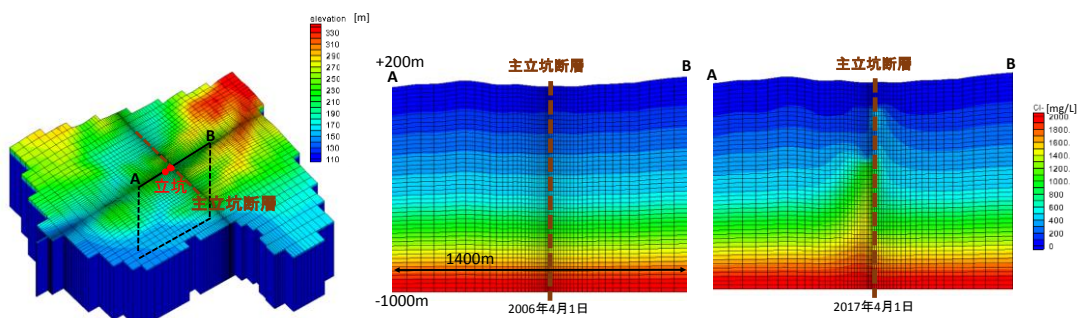 elevation [m]
330
310
290
270
250
230
210
190
170
150
130
110
A
B
立坑
主立坑断層
+200m
A
主立坑断層
B
1400m
-1000m
2006年4月1日
A
主立坑断層
B
2017年4月1日
Cl- [mg/L]
2000
1800.
1600.
1400.
1200.
1000.
800
600
400
200
0